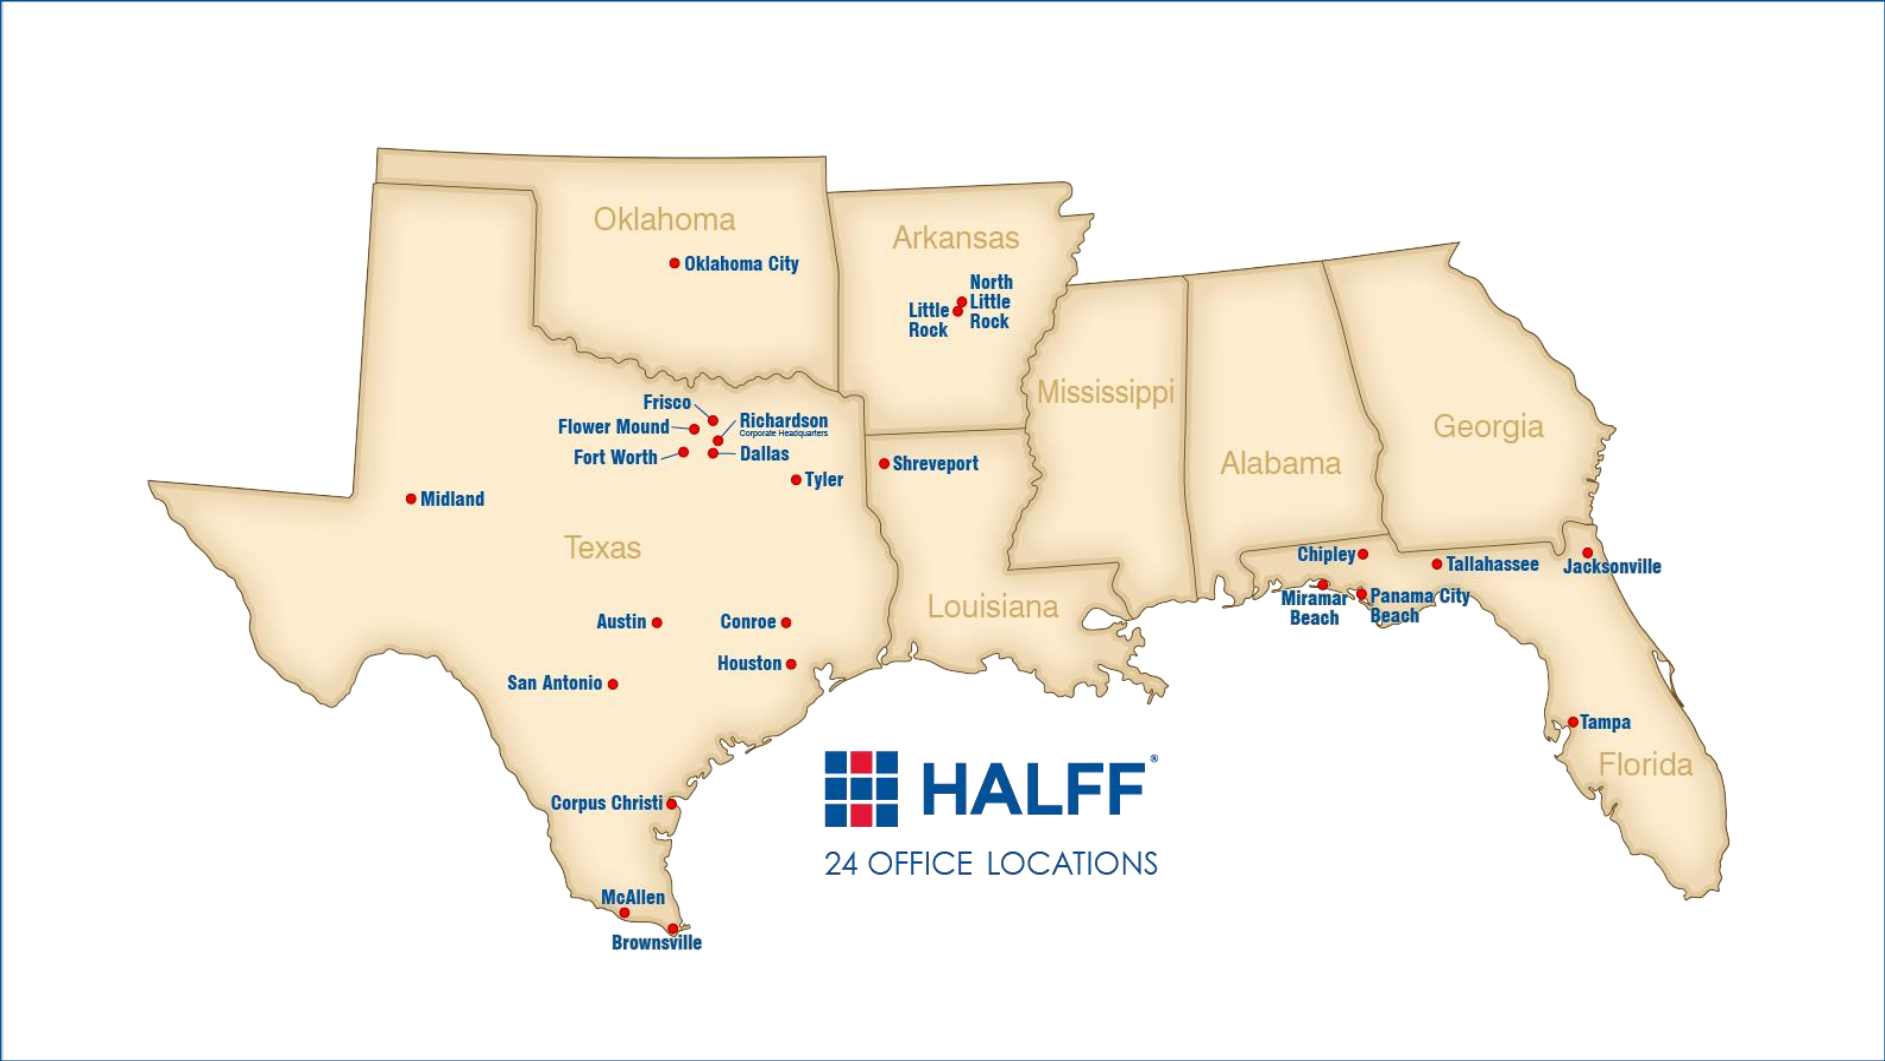 Oklahoma
Oklahoma City
Arkansas
North
Little
Rock
Little
Rock
Mississippi
Alabama
Georgia
Frisco
Flower Mound
Fort Worth
Richardson
Corporate Headquarters
Dallas
Tyler
Shreveport
Midland
Texas
Louisiana
Chipley
Tallahassee
Jacksonville
Miramar
Beach
Panama City
Beach
Austin
Conroe
Houston
San Antonio
Tampa
Florida
Corpus Christi
McAllen
Brownsville
HALFF®
24 OFFICE LOCATIONS